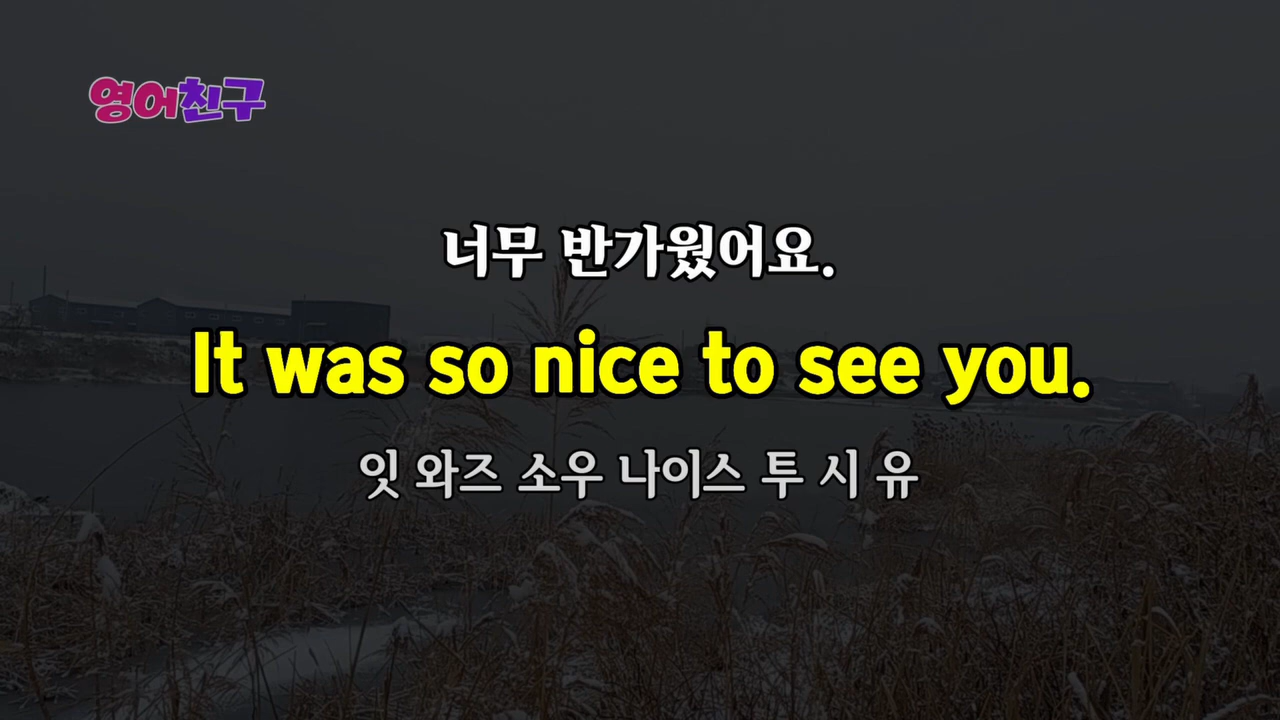 영어친구
너무 반가웠어요.
It was so nice to see you.
잇 와즈 소우 나이스 투 시 유